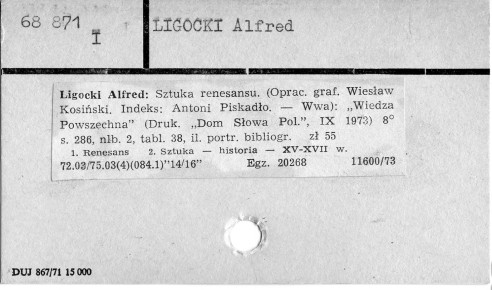 68 871
I
LIGOCKI Alfred
Ligocki Alfred: Sztuka renesansu. (Oprac. graf. Wiesław
Kosiński. Indeks: Antoni Piskadło. — Wwa): „Wiedza
Powszechna" (Druk. „Dom Słowa Pol.", IX 1973) 8°
s. 286, nlb. 2, tabl. 38, il. portr. bibliogr. zł 55
1. Renesans 2. Sztuka — historia — XV-XVII w.
72.03/75.03(4)(084.1)"14/16" Egz. 20268 11600/73
DUJ 867/71 15 000